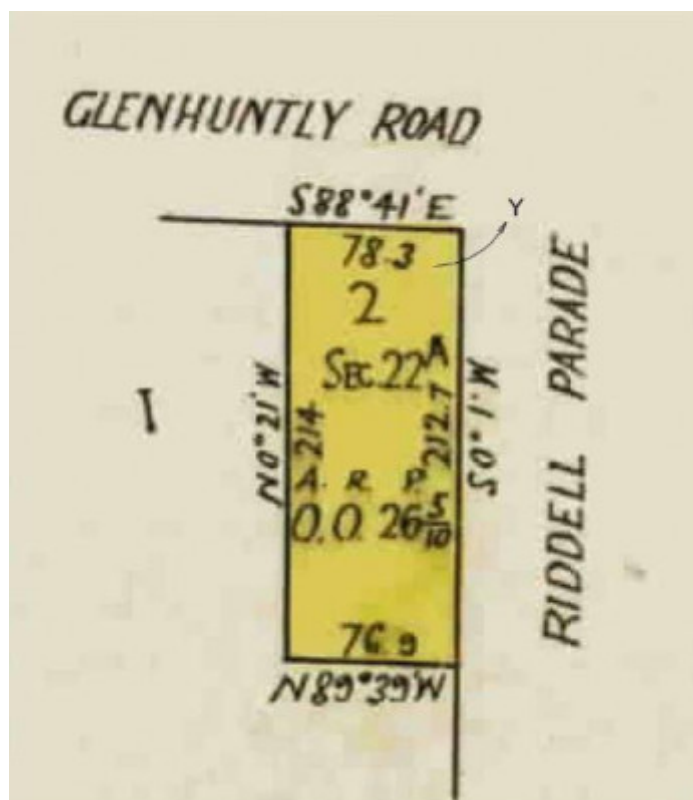 GLENHUNTLY ROAD
S88°41'E
Y
78.3
2
SEC. 22A
I
N0°21'W
214
212.7
S0°1'W
RIDDELL PARADE
A. R. P.
0. 0. 26 5/10
76.9
N89°39'W